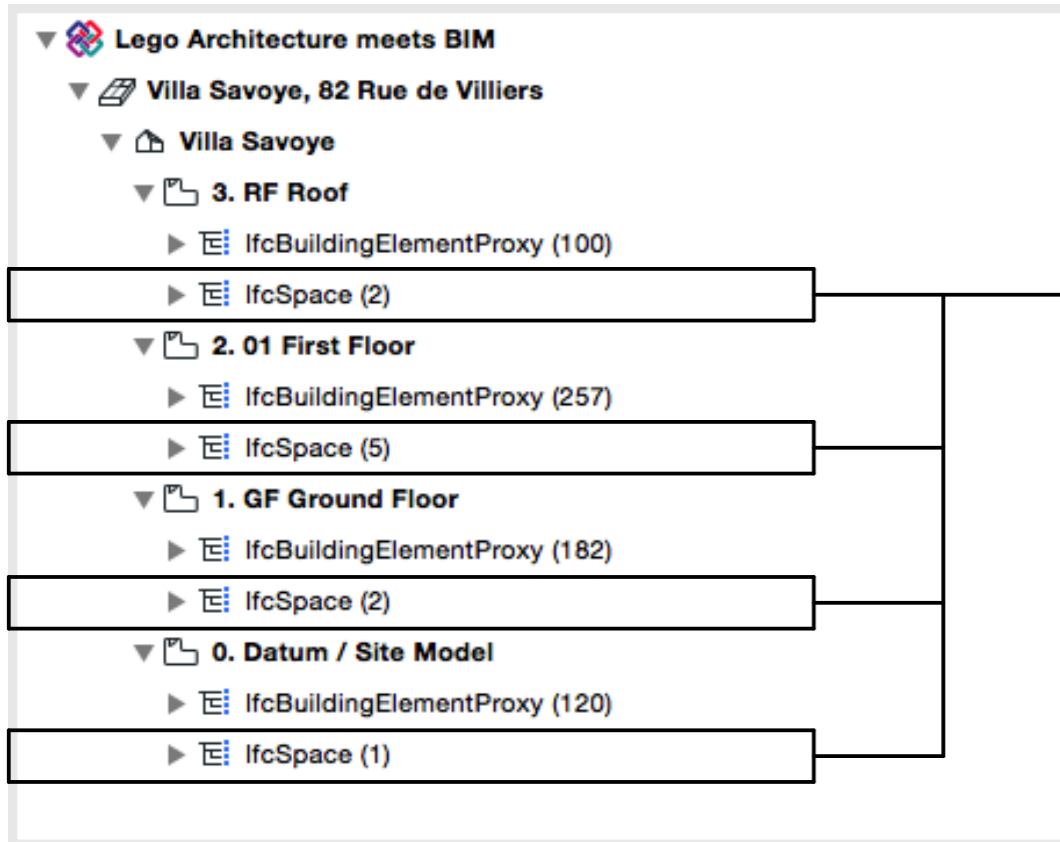 Lego Architecture meets BIM
Villa Savoye, 82 Rue de Villiers
Villa Savoye
3. RF Roof
IfcBuildingElementProxy (100)
IfcSpace (2)
2. 01 First Floor
IfcBuildingElementProxy (257)
IfcSpace (5)
1. GF Ground Floor
IfcBuildingElementProxy (182)
IfcSpace (2)
0. Datum / Site Model
IfcBuildingElementProxy (120)
IfcSpace (1)